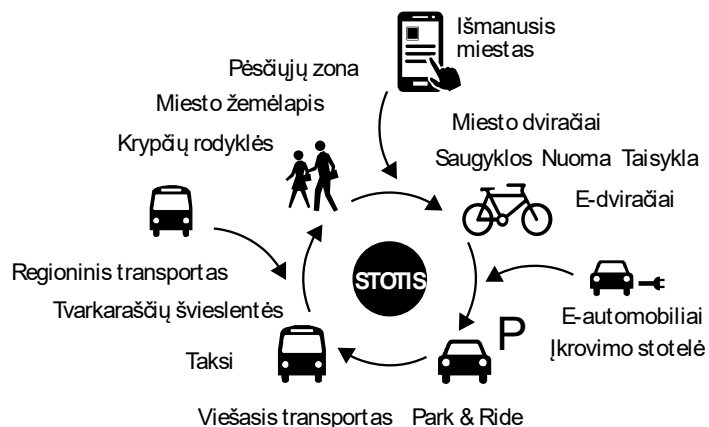 Išmanusis
miestas
Pėsčiųjų zona
Miesto žemėlapis
Krypčių rodyklės
Miesto dviračiai
Saugyklos Nuoma Taisykla
E-dviračiai
STOTIS
Regioninis transportas
Tvarkaraščių švieslentės
Taksi
P
E-automobiliai
Įkrovimo stotelė
Viešasis transportas Park & Ride